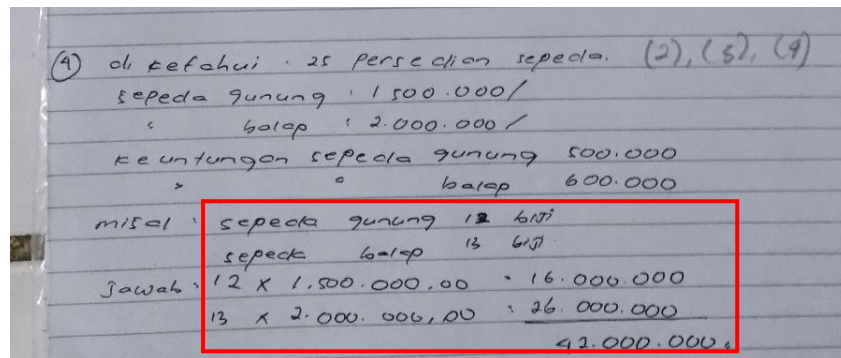 (4) di ketahui . 25 persedian sepeda. (2), (3), (4)
sepeda gunung : 1 500.000/
" balap : 2.000.000/
keuntungan sepeda gunung 500.000
" " balap 600.000
misal : sepeda gunung 12 biji
sepeda balap 13 biji
Jawab : 12 x 1.500.000,00 = 16.000.000
13 x 2.000.000,00 : 26.000.000
42.000.000